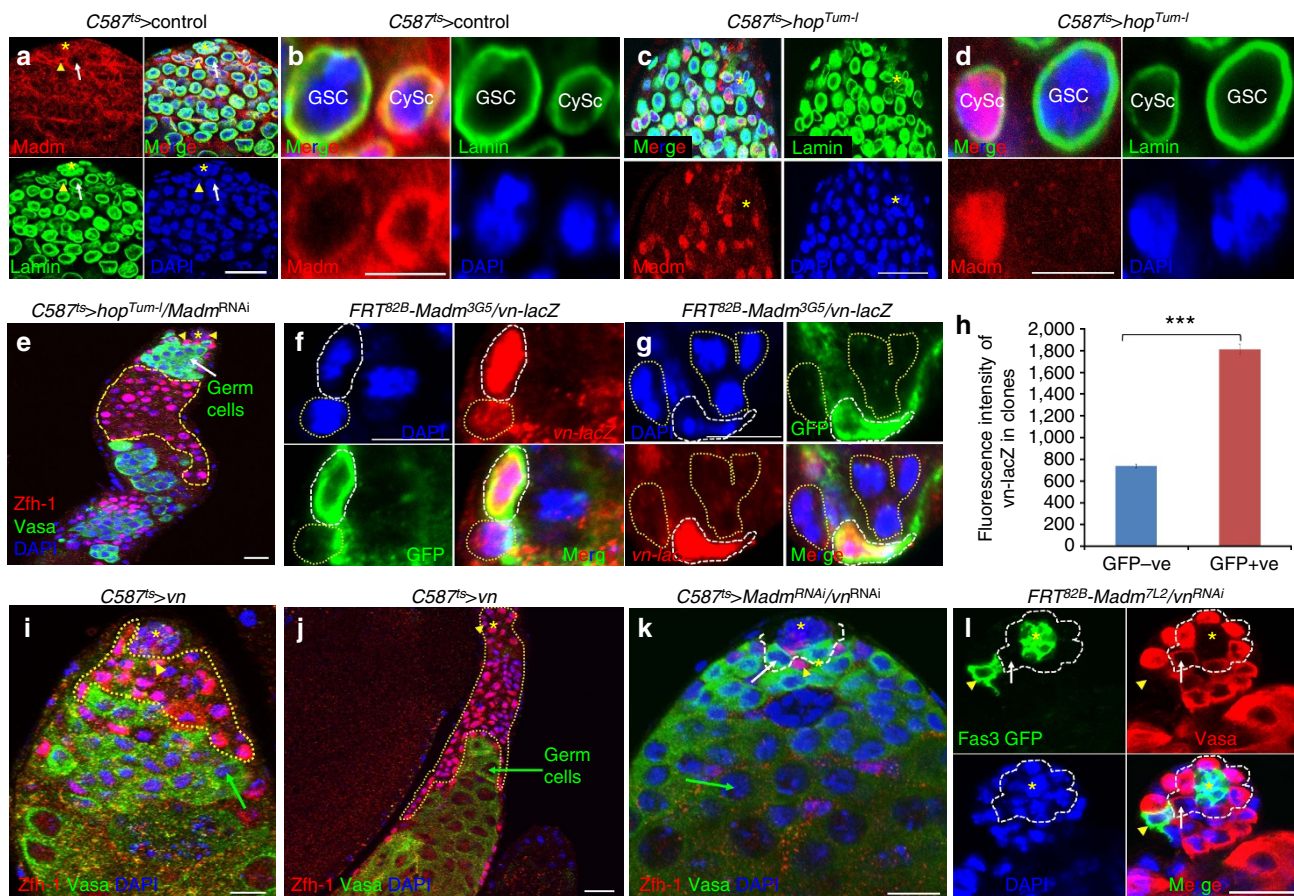 C587ts>control
C587ts>control
C587ts>hopTum-l
C587ts>hopTum-l
a
Madm
Merge
Lamin
DAPI
b
GSC
CySc
Merge
GSC
CySc
Lamin
Madm
DAPI
c
Merge
Lamin
Madm
DAPI
d
CySc
GSC
Merge
CySc
GSC
Lamin
Madm
DAPI
C587ts>hopTum-l/MadmRNAi
e
Germ
cells
Zfh-1
Vasa
DAPI
FRT82B-Madm3G5/vn-lacZ
f
DAPI
vn-lacZ
GFP
Merg
FRT82B-Madm3G5/vn-lacZ
g
DAPI
GFP
vn-lac
Merge
h
***
Fluorescence intensity of
vn-lacZ in clones
2,000
1,800
1,600
1,400
1,200
1,000
800
600
400
200
0
GFP–ve
GFP+ve
C587ts>vn
i
Zfh-1 Vasa DAPI
C587ts>vn
j
Germ
cells
Zfh-1 Vasa DAPI
C587ts>MadmRNAi/vnRNAi
k
Zfh-1 Vasa DAPI
FRT82B-Madm7L2/vnRNAi
l
Fas3 GFP
Vasa
DAPI
Merge